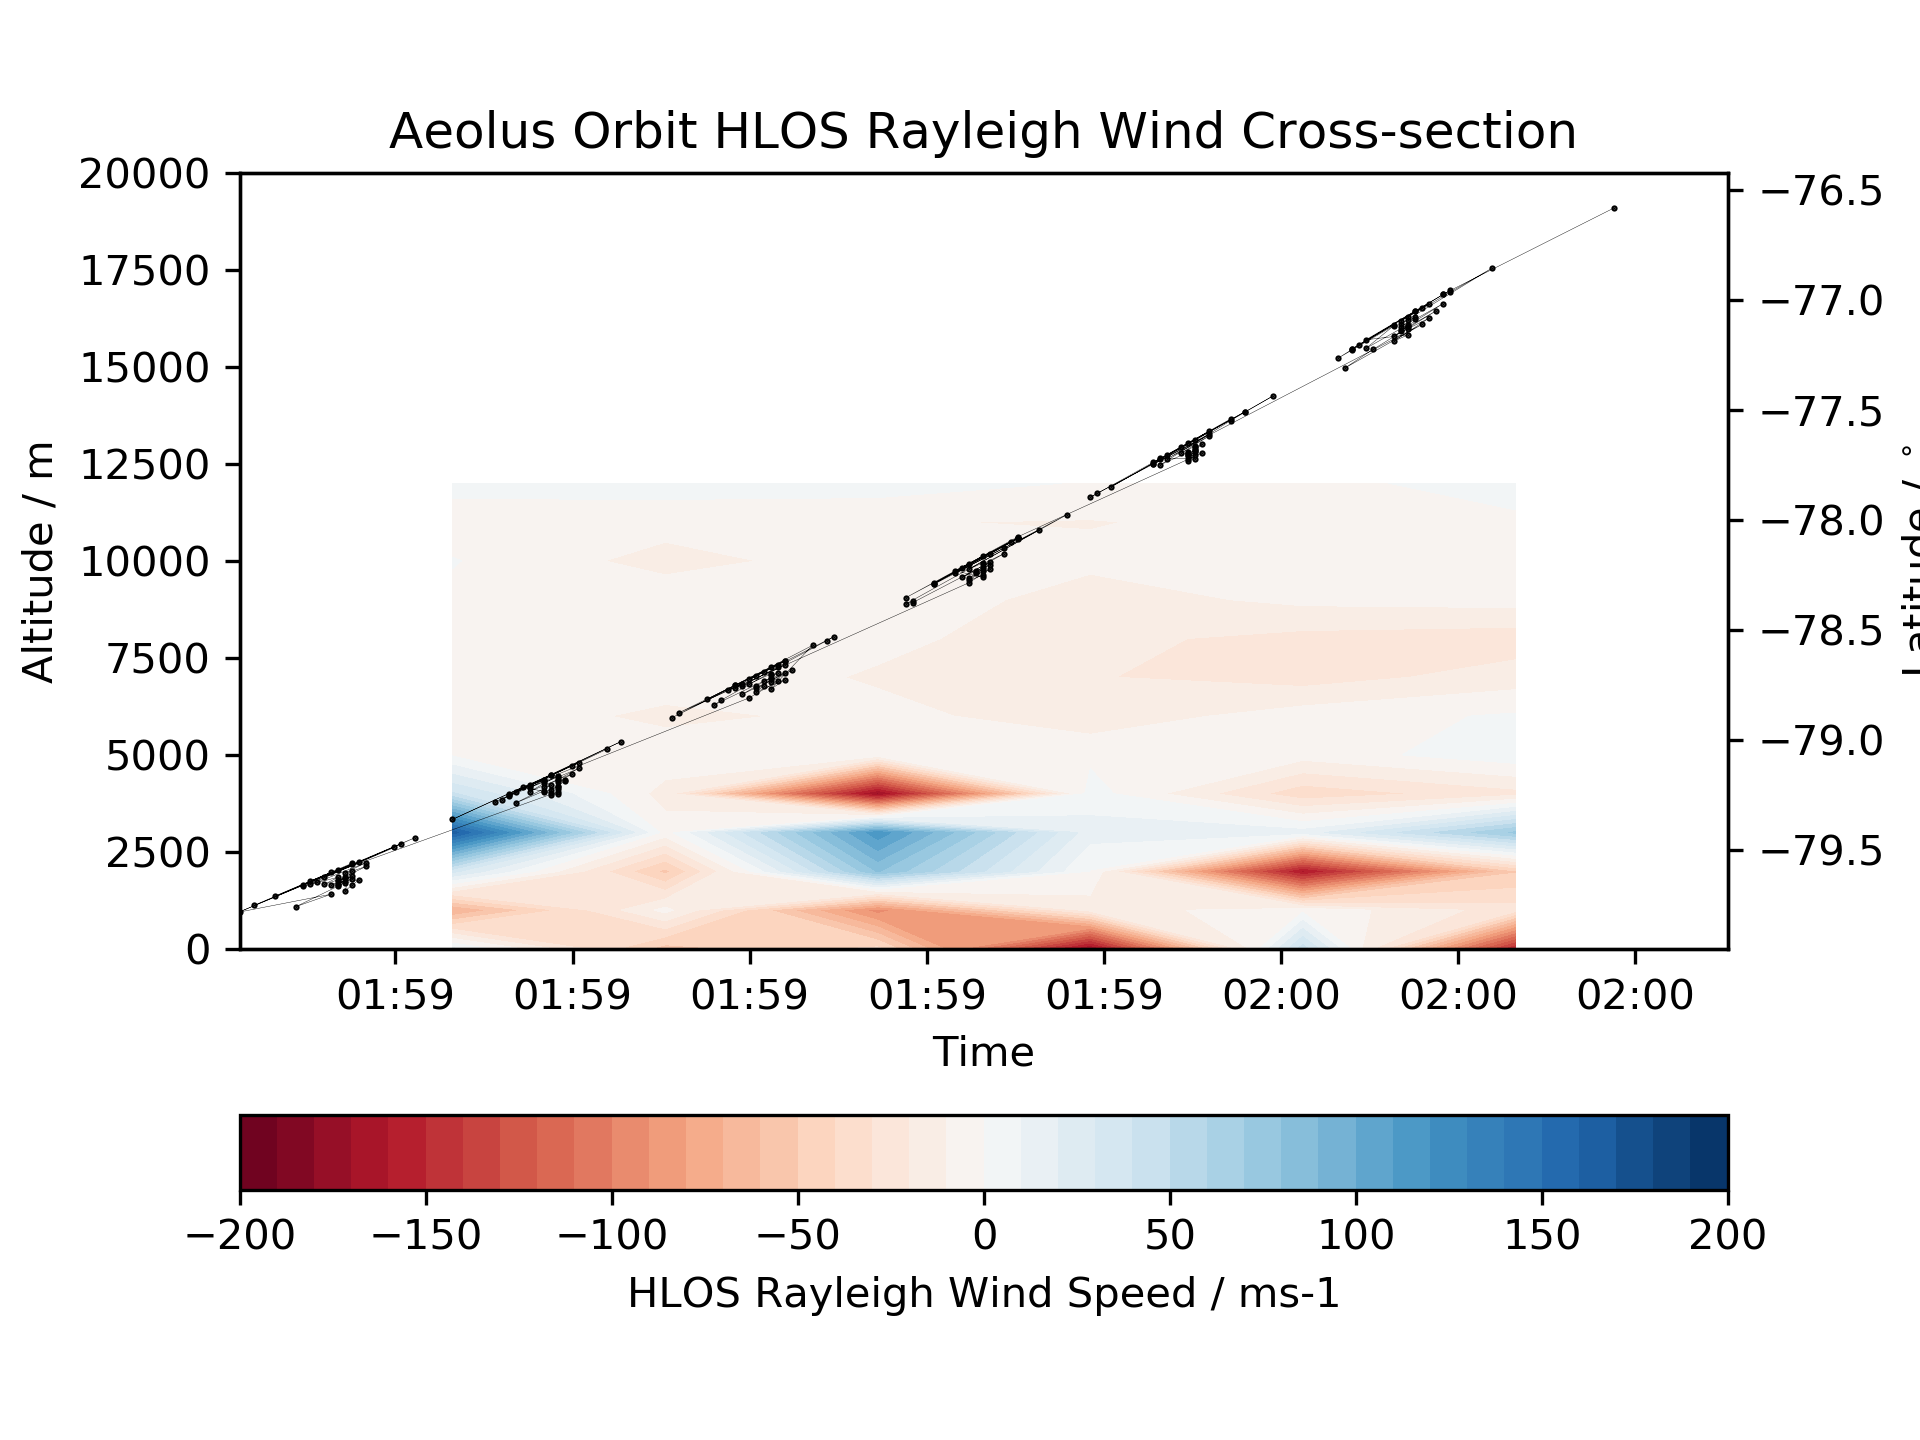 Aeolus Orbit HLOS Rayleigh Wind Cross-section
20000
17500
15000
12500
10000
7500
5000
2500
0
Altitude / m
−76.5
−77.0
−77.5
−78.0
−78.5
−79.0
−79.5
Latitude / °
01:59 01:59 01:59 01:59 01:59 02:00 02:00 02:00
Time
−200 −150 −100 −50 0 50 100 150 200
HLOS Rayleigh Wind Speed / ms-1